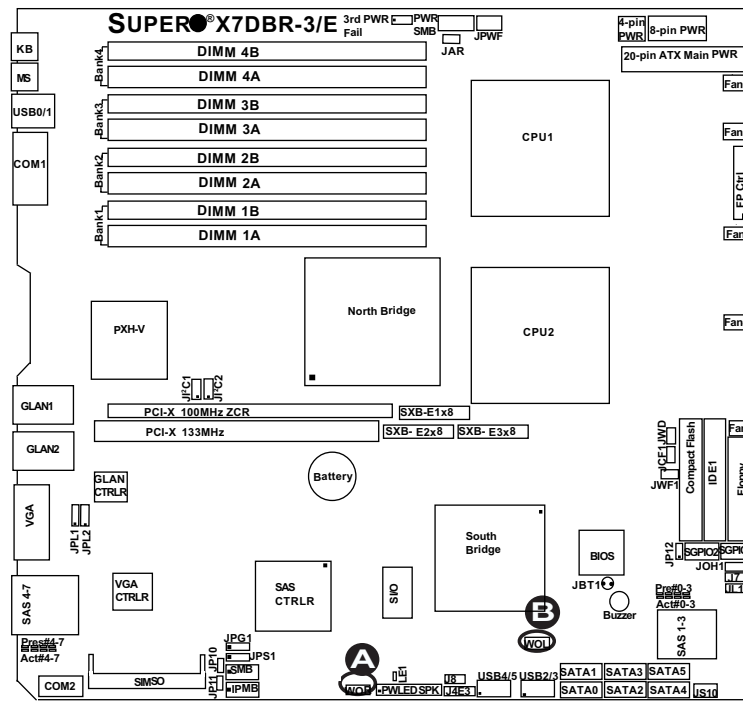 SUPER®X7DBR-3/E
3rd PWR
Fail
PWR
SMB
JPWF
JAR
4-pin
PWR
8-pin PWR
20-pin ATX Main PWR
KB
MS
USB0/1
COM1
Bank4
DIMM 4B
DIMM 4A
Bank3
DIMM 3B
DIMM 3A
Bank2
DIMM 2B
DIMM 2A
Bank1
DIMM 1B
DIMM 1A
CPU1
Fan
Fan
FP Ctrl
Fan
North Bridge
CPU2
Fan
PXH-V
JI²C1
JI²C2
GLAN1
PCI-X 100MHz ZCR
SXB-E1x8
PCI-X 133MHz
SXB- E2x8
SXB- E3x8
GLAN2
Battery
JWD
JCF1
JWF1
Compact Flash
IDE1
Fan
Floppy
GLAN
CTRLR
VGA
JPL1
JPL2
South
Bridge
BIOS
JP12
SGPIO2
SGPIO
JOH1
J7
JL1
JBT1
Buzzer
Pre#0-3
Act#0-3
SAS 1-3
SAS 4-7
VGA
CTRLR
SAS
CTRLR
SIO
Pres#4-7
Act#4-7
COM2
SIMSO
JPG1
JPS1
JP10
SMB
JP11
IPMB
A
WOR
LE1
PWLED SPK
J8
J4E3
USB4/5
USB2/3
B
WOL
SATA1
SATA3
SATA5
SATA0
SATA2
SATA4
JS10